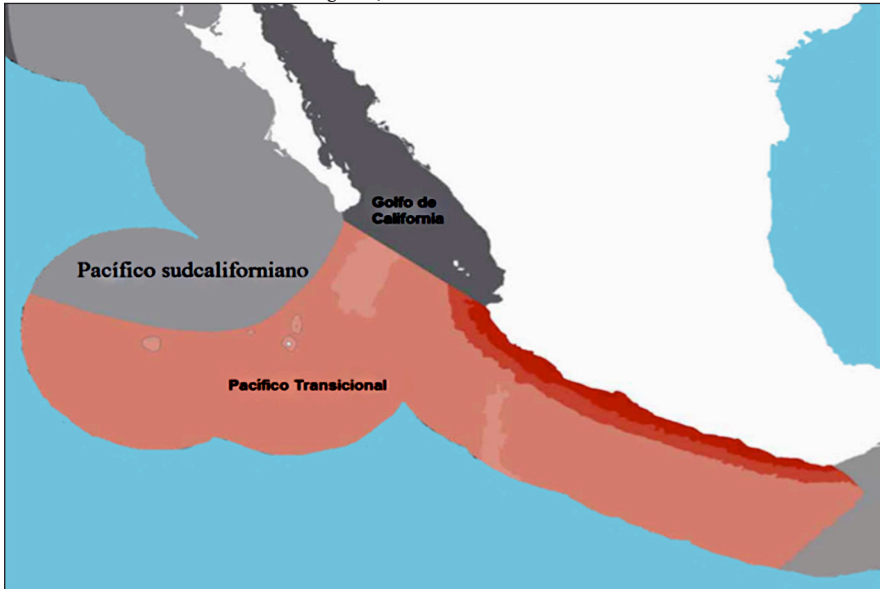 Golfo de
California
Pacífico sudcaliforniano
Pacífico Transicional